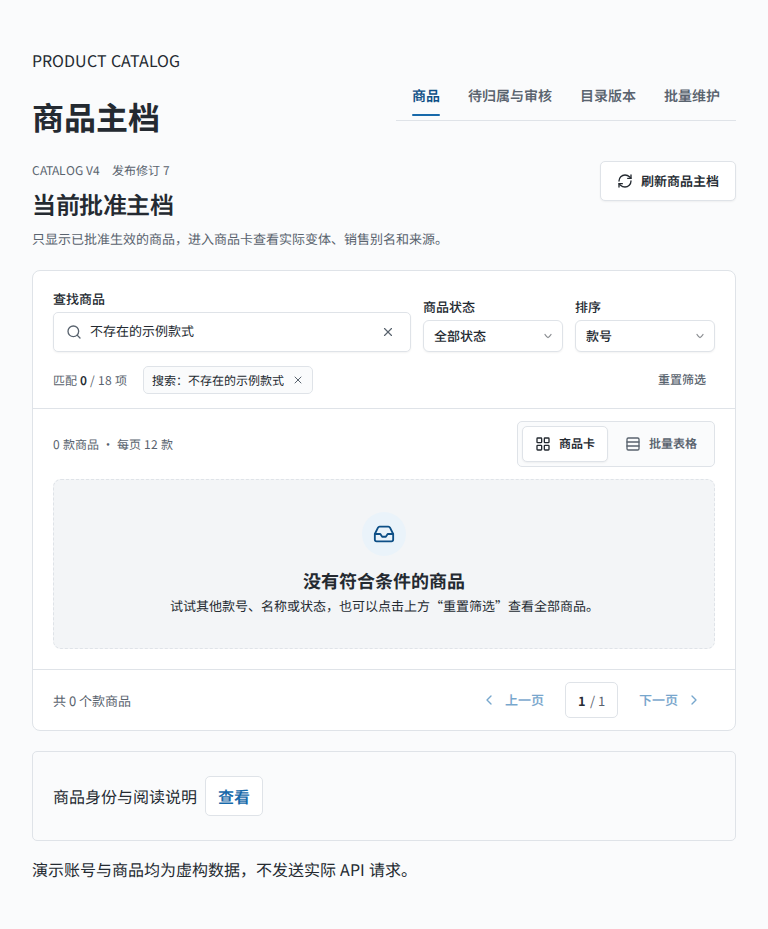 PRODUCT CATALOG
商品主档
商品 待归属与审核 目录版本 批量维护
CATALOG V4 发布修订 7
当前批准主档
只显示已批准生效的商品，进入商品卡查看实际变体、销售别名和来源。
刷新商品主档
查找商品
不存在的示例款式
商品状态
全部状态
排序
款号
匹配 0 / 18 项
搜索：不存在的示例款式
重置筛选
0 款商品 · 每页 12 款
商品卡
批量表格
没有符合条件的商品
试试其他款号、名称或状态，也可以点击上方“重置筛选”查看全部商品。
共 0 个款商品
上一页
1 / 1
下一页
商品身份与阅读说明
查看
演示账号与商品均为虚构数据，不发送实际 API 请求。